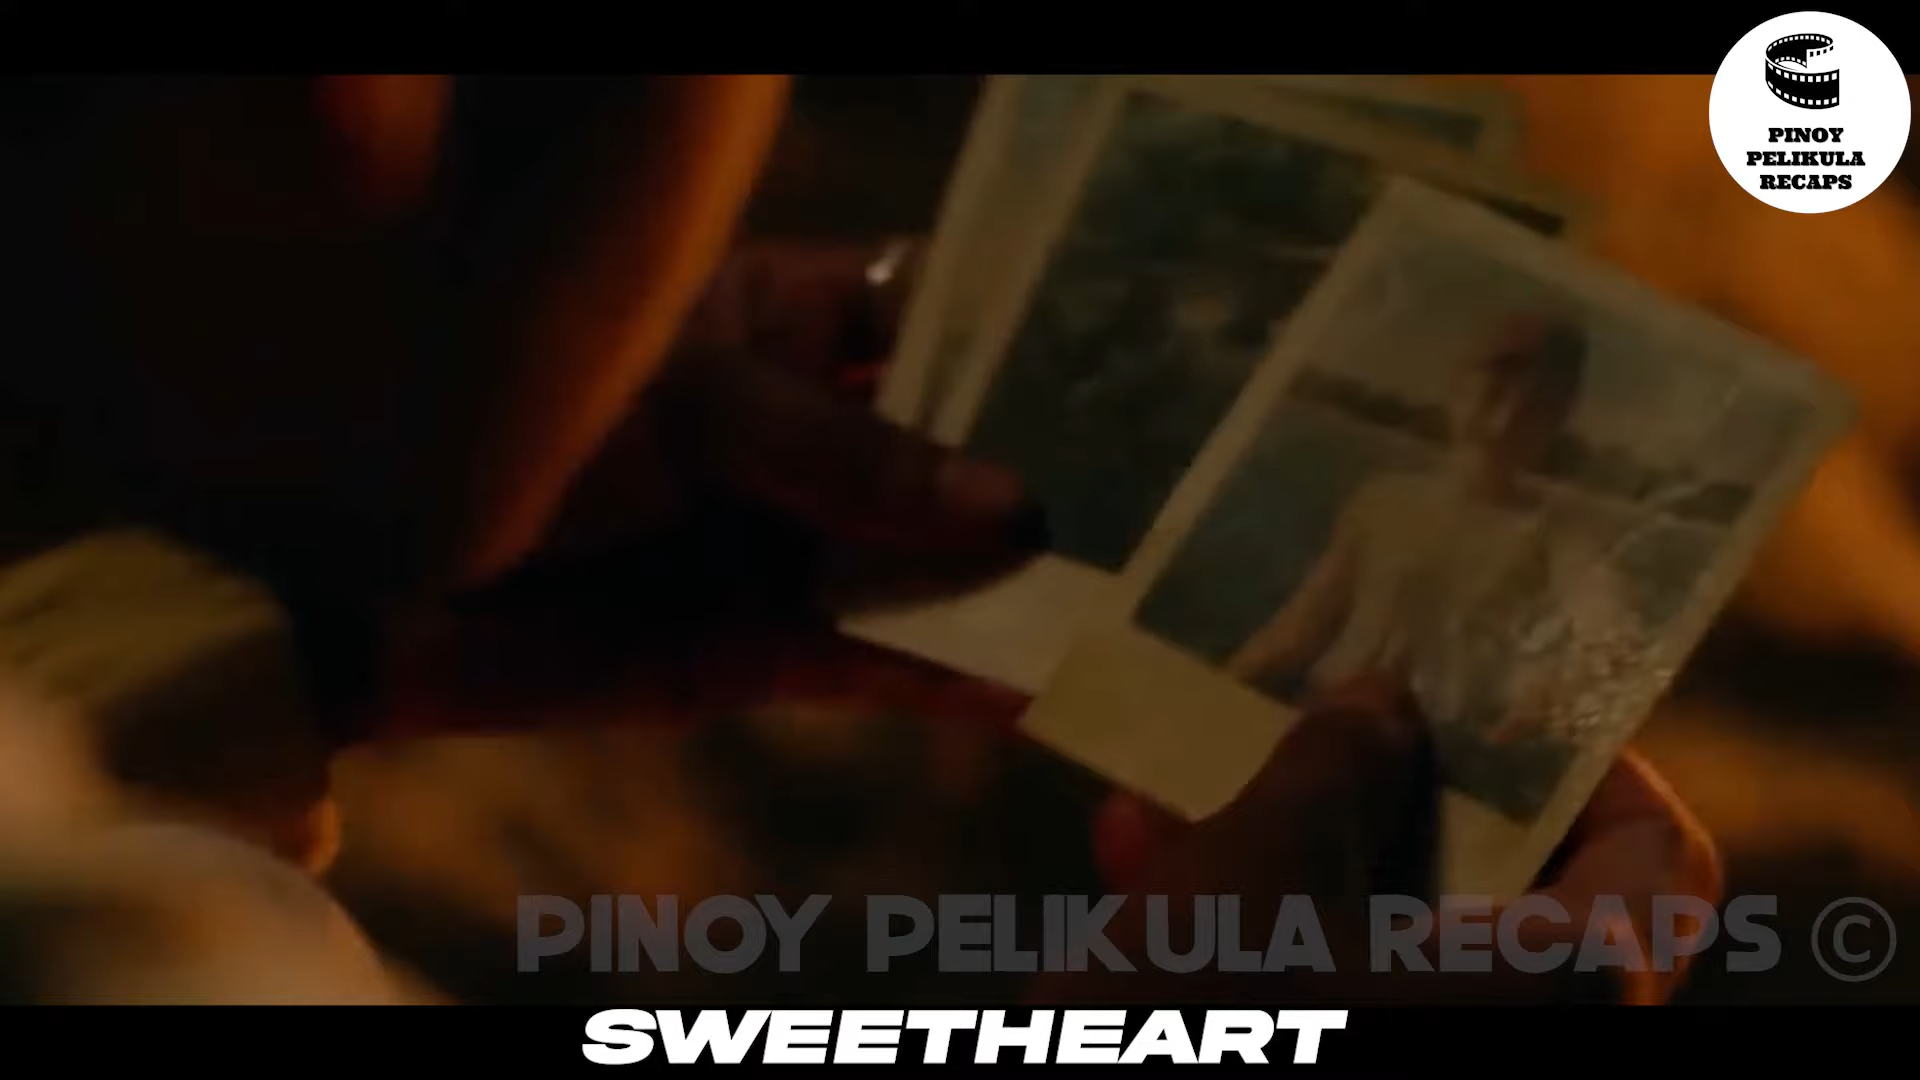 PINOY
PELIKULA
RECAPS
PINOY PELIKULA RECAPS ©
SWEETHEART